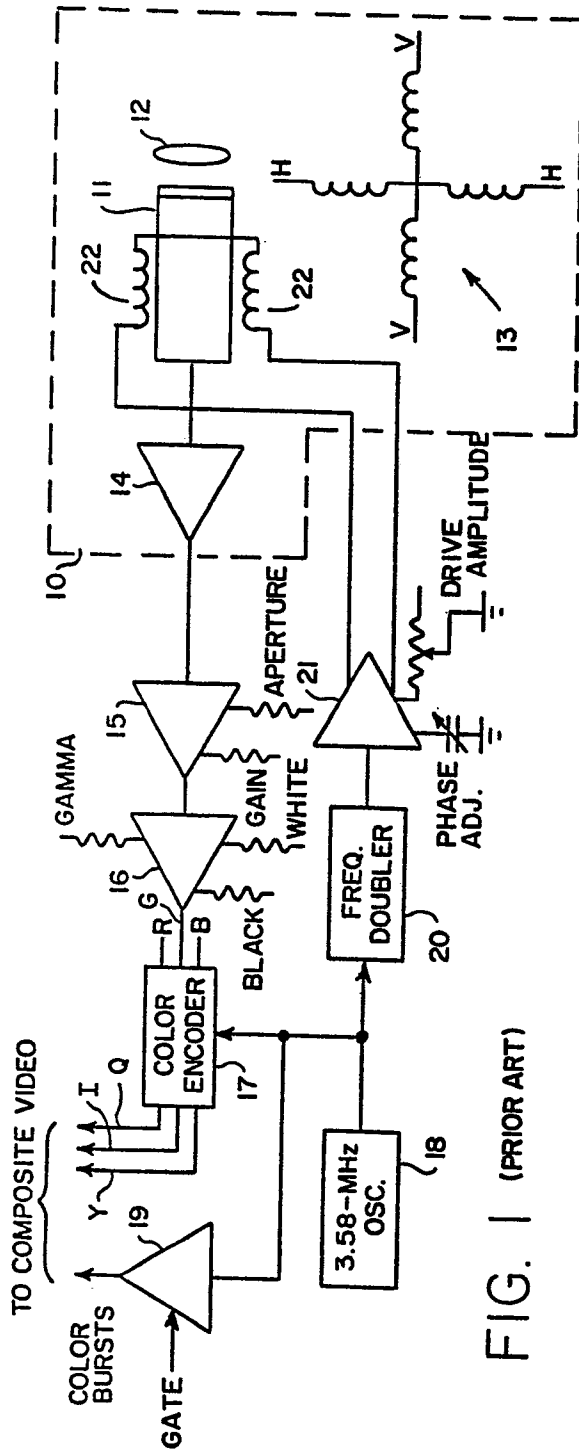 TO COMPOSITE VIDEO
COLOR
BURSTS
Y
I
Q
19
GATE
COLOR
ENCODER
17
R
G
B
16
GAMMA
BLACK
WHITE
15
GAIN
APERTURE
10
14
11
12
22
22
H
H
V
V
13
3.58-MHz
OSC.
18
FREQ.
DOUBLER
20
21
PHASE
ADJ.
DRIVE AMPLITUDE
FIG. 1 (PRIOR ART)